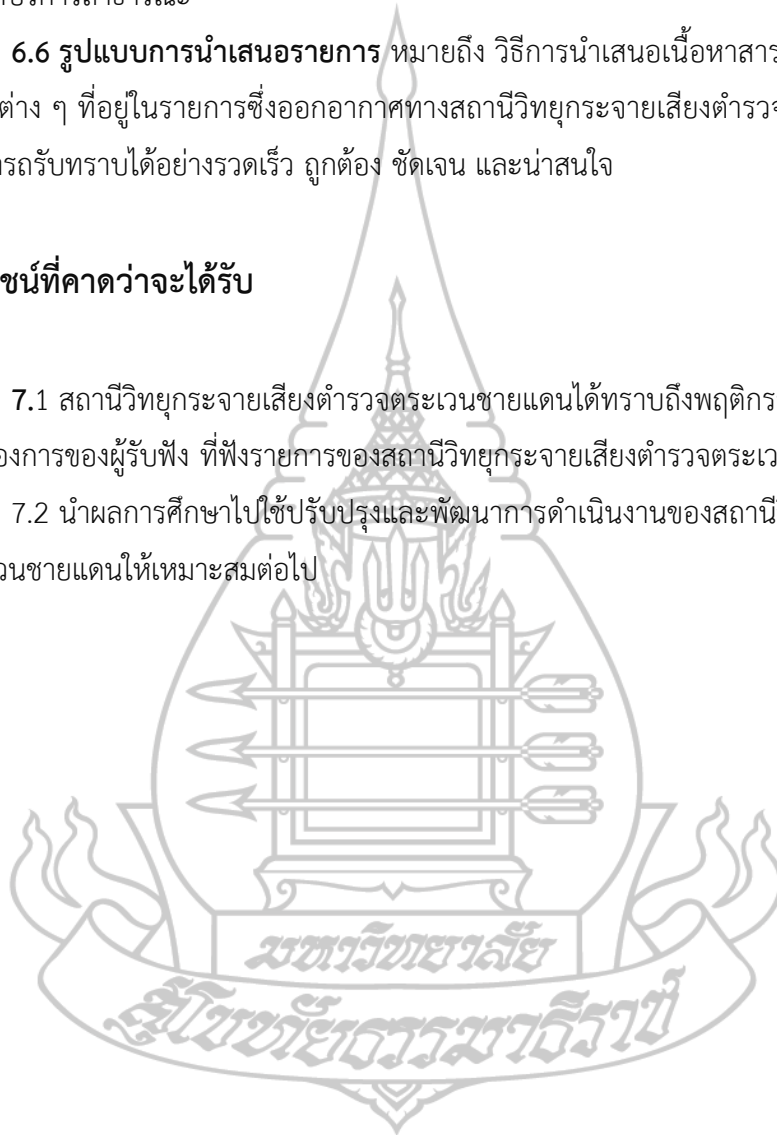 6.6 รูปแบบการนำเสนอรายการ หมายถึง วิธีการนำเสนอเนื้อหาสาร
ต่าง ๆ ที่อยู่ในรายการซึ่งออกอากาศทางสถานีวิทยุกระจายเสียงตำรวจ
รถรับทราบได้อย่างรวดเร็ว ถูกต้อง ชัดเจน และน่าสนใจ
ชน์ที่คาดว่าจะได้รับ
7.1 สถานีวิทยุกระจายเสียงตำรวจตระเวนชายแดนได้ทราบถึงพฤติกร
องการของผู้รับฟัง ที่ฟังรายการของสถานีวิทยุกระจายเสียงตำรวจตระเว
7.2 นำผลการศึกษาไปใช้ปรับปรุงและพัฒนาการดำเนินงานของสถานี
วนชายแดนให้เหมาะสมต่อไป
มหาวิทยาลัย
สุโขทัยธรรมาธิราช